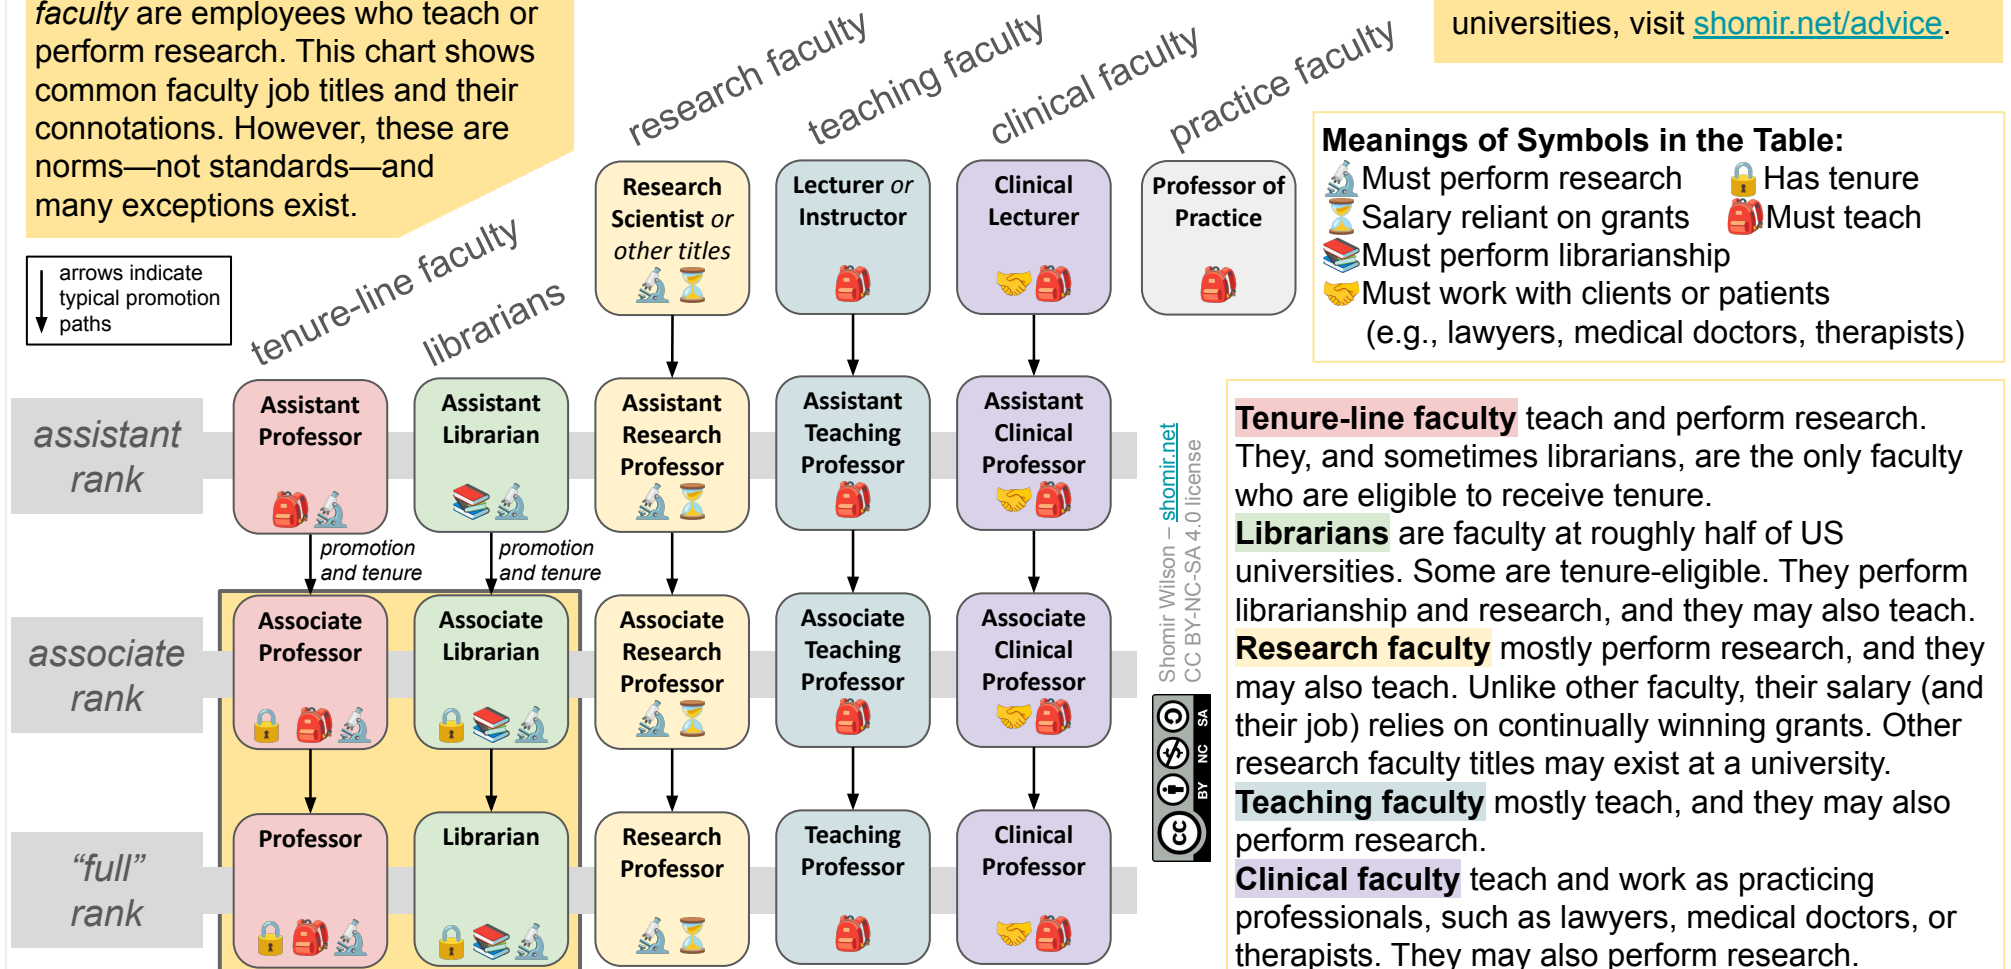 faculty are employees who teach or
perform research. This chart shows
common faculty job titles and their
connotations. However, these are
norms—not standards—and
many exceptions exist.
universities, visit shomir.net/advice.
arrows indicate
typical promotion
paths
tenure-line faculty
librarians
research faculty
teaching faculty
clinical faculty
practice faculty
Meanings of Symbols in the Table:
Must perform research
Has tenure
Salary reliant on grants
Must teach
Must perform librarianship
Must work with clients or patients
(e.g., lawyers, medical doctors, therapists)
Research
Scientist or
other titles
Lecturer or
Instructor
Clinical
Lecturer
Professor of
Practice
assistant
rank
Assistant
Professor
Assistant
Librarian
Assistant
Research
Professor
Assistant
Teaching
Professor
Assistant
Clinical
Professor
promotion
and tenure
promotion
and tenure
associate
rank
Associate
Professor
Associate
Librarian
Associate
Research
Professor
Associate
Teaching
Professor
Associate
Clinical
Professor
“full”
rank
Professor
Librarian
Research
Professor
Teaching
Professor
Clinical
Professor
Shomir Wilson – shomir.net
CC BY-NC-SA 4.0 license
cc
BY NC SA
Tenure-line faculty teach and perform research.
They, and sometimes librarians, are the only faculty
who are eligible to receive tenure.
Librarians are faculty at roughly half of US
universities. Some are tenure-eligible. They perform
librarianship and research, and they may also teach.
Research faculty mostly perform research, and they
may also teach. Unlike other faculty, their salary (and
their job) relies on continually winning grants. Other
research faculty titles may exist at a university.
Teaching faculty mostly teach, and they may also
perform research.
Clinical faculty teach and work as practicing
professionals, such as lawyers, medical doctors, or
therapists. They may also perform research.